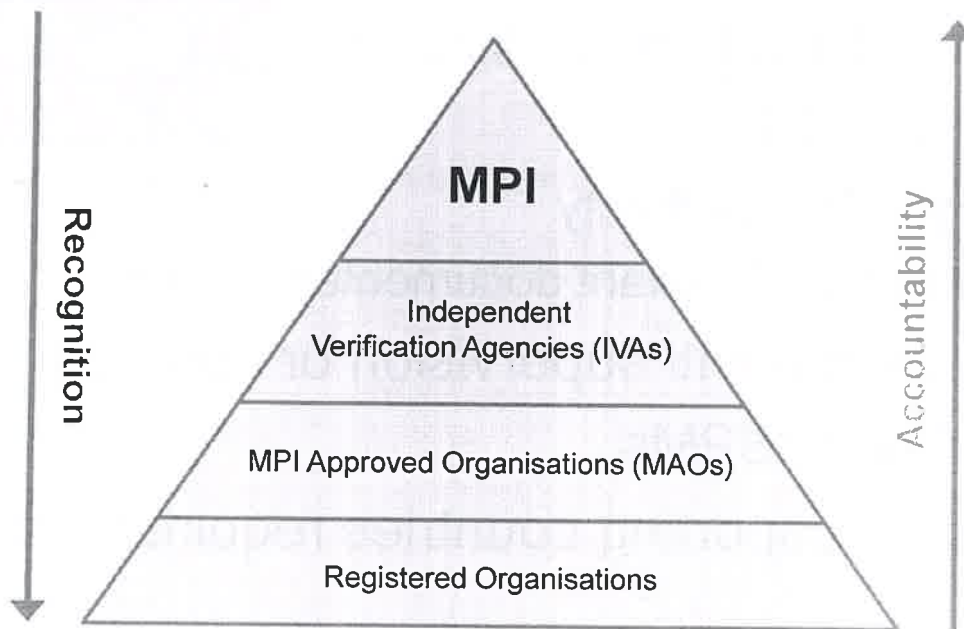 MPI
Recognition
Independent
Verification Agencies (IVAs)
MPI Approved Organisations (MAOs)
Registered Organisations
Accountability